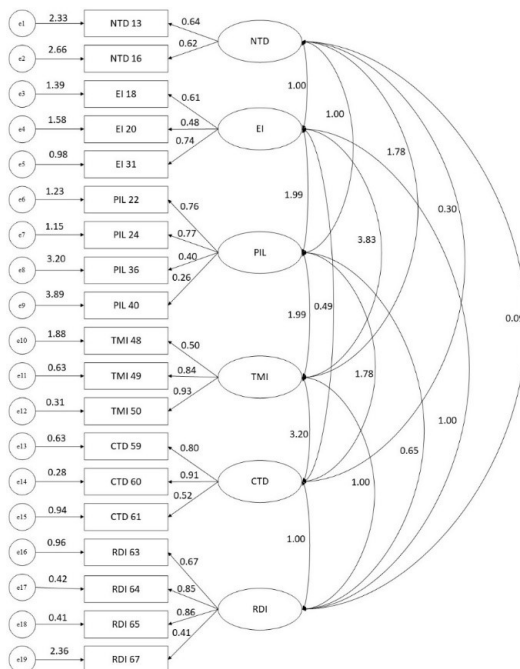 e1 2.33 NTD 13 0.64
NTD
e2 2.66 NTD 16 0.62
e3 1.39 EI 18 0.61 1.00 1.00
e4 1.58 EI 20 0.48 EI 1.78
e5 0.98 EI 31 0.74
e6 1.23 PIL 22 0.76 1.99 0.30
e7 1.15 PIL 24 0.77 3.83
PIL
e8 3.20 PIL 36 0.40
e9 3.89 PIL 40 0.26 0.49 0.09
e10 1.88 TMI 48 0.50 1.99
e11 0.63 TMI 49 0.84 TMI 1.78
e12 0.31 TMI 50 0.93
e13 0.63 CTD 59 0.80 3.20 0.65 1.00
e14 0.28 CTD 60 0.91 CTD 1.00
e15 0.94 CTD 61 0.52
e16 0.96 RDI 63 0.67 1.00
e17 0.42 RDI 64 0.85
RDI
e18 0.41 RDI 65 0.86
e19 2.36 RDI 67 0.41